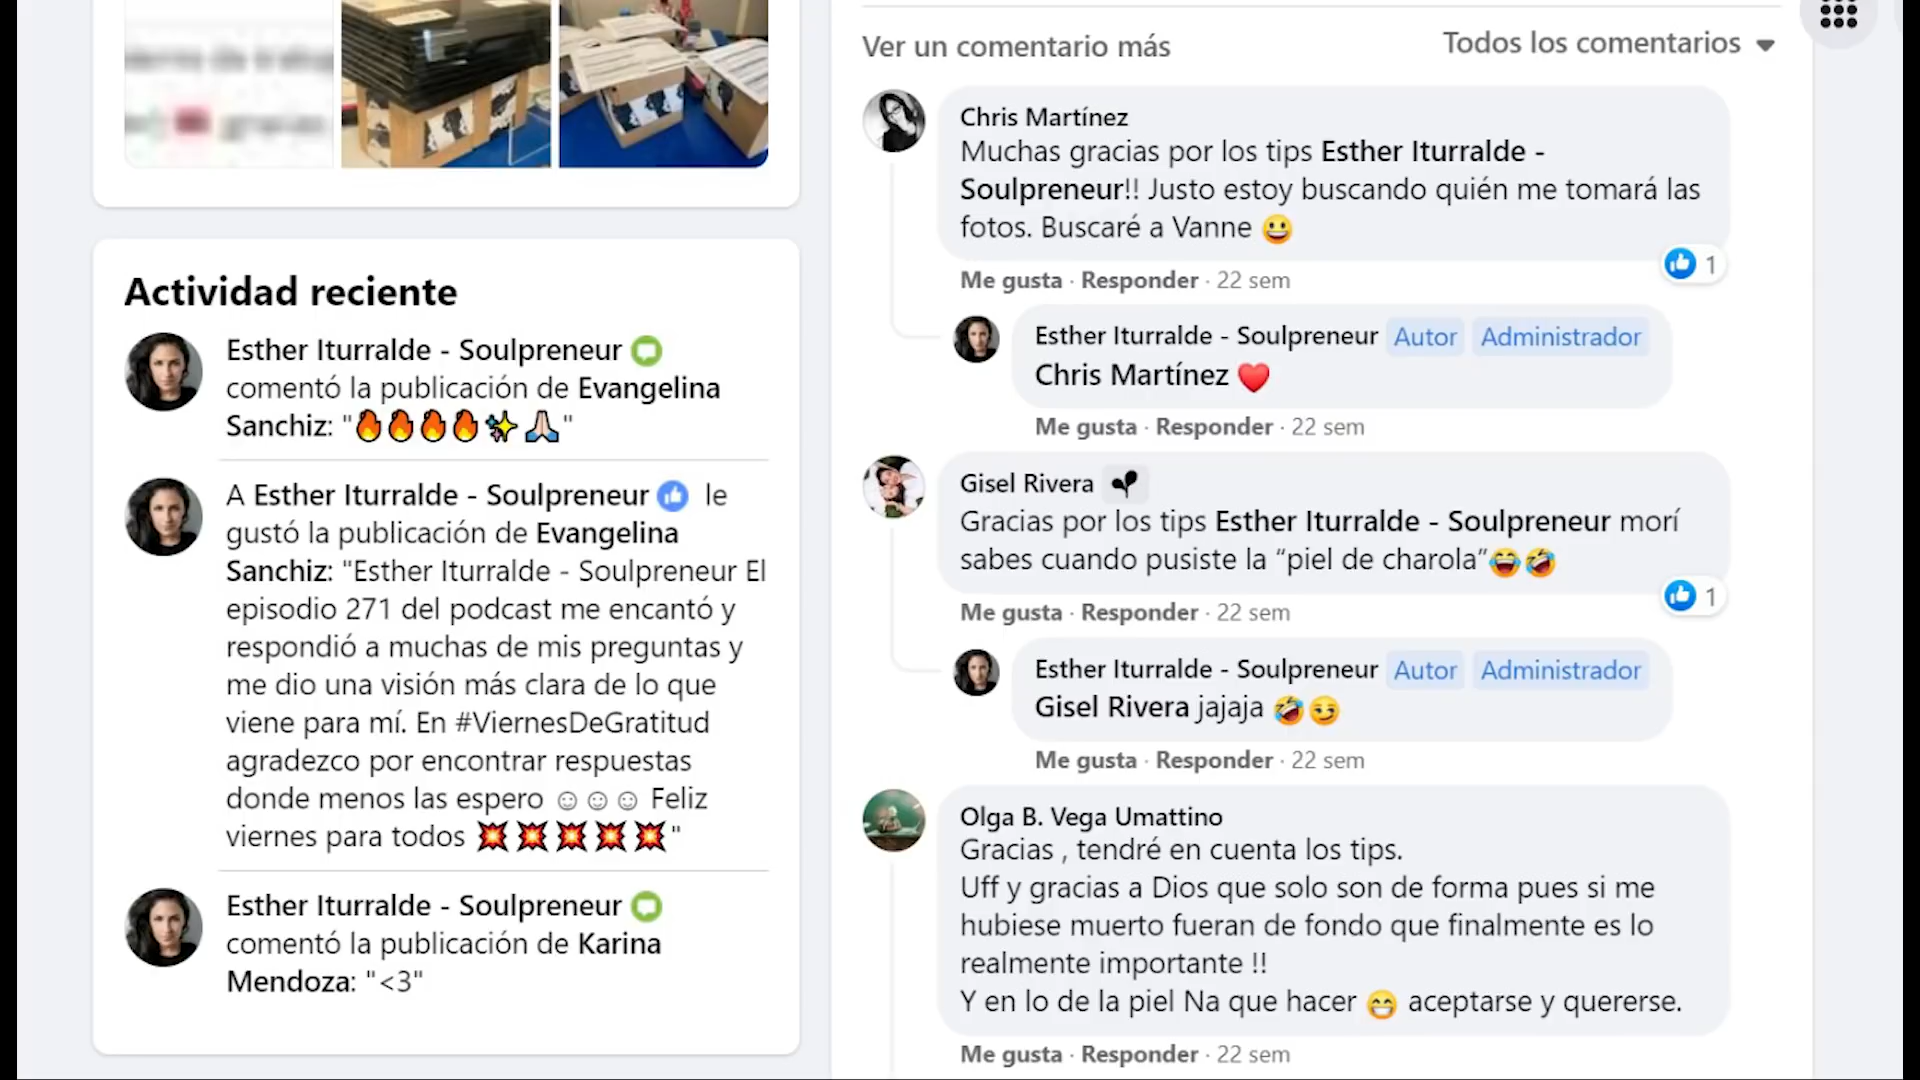 Actividad reciente
Esther Iturralde - Soulpreneur
comentó la publicación de Evangelina
Sanchiz: "🔥🔥🔥🔥✨🙏🏻"
A Esther Iturralde - Soulpreneur le
gustó la publicación de Evangelina
Sanchiz: "Esther Iturralde - Soulpreneur El
episodio 271 del podcast me encantó y
respondió a muchas de mis preguntas y
me dio una visión más clara de lo que
viene para mí. En #ViernesDeGratitud
agradezco por encontrar respuestas
donde menos las espero ☺☺☺ Feliz
viernes para todos 💥💥💥💥💥"
Esther Iturralde - Soulpreneur
comentó la publicación de Karina
Mendoza: "<3"
Ver un comentario más
Todos los comentarios
Chris Martínez
Muchas gracias por los tips Esther Iturralde -
Soulpreneur!! Justo estoy buscando quién me tomará las
fotos. Buscaré a Vanne 😀
1
Me gusta · Responder · 22 sem
Esther Iturralde - Soulpreneur Autor Administrador
Chris Martínez ❤
Me gusta · Responder · 22 sem
Gisel Rivera
Gracias por los tips Esther Iturralde - Soulpreneur morí
sabes cuando pusiste la “piel de charola”😂🤣
1
Me gusta · Responder · 22 sem
Esther Iturralde - Soulpreneur Autor Administrador
Gisel Rivera jajaja 🤣😏
Me gusta · Responder · 22 sem
Olga B. Vega Umattino
Gracias , tendré en cuenta los tips.
Uff y gracias a Dios que solo son de forma pues si me
hubiese muerto fueran de fondo que finalmente es lo
realmente importante !!
Y en lo de la piel Na que hacer 😁 aceptarse y quererse.
Me gusta · Responder · 22 sem